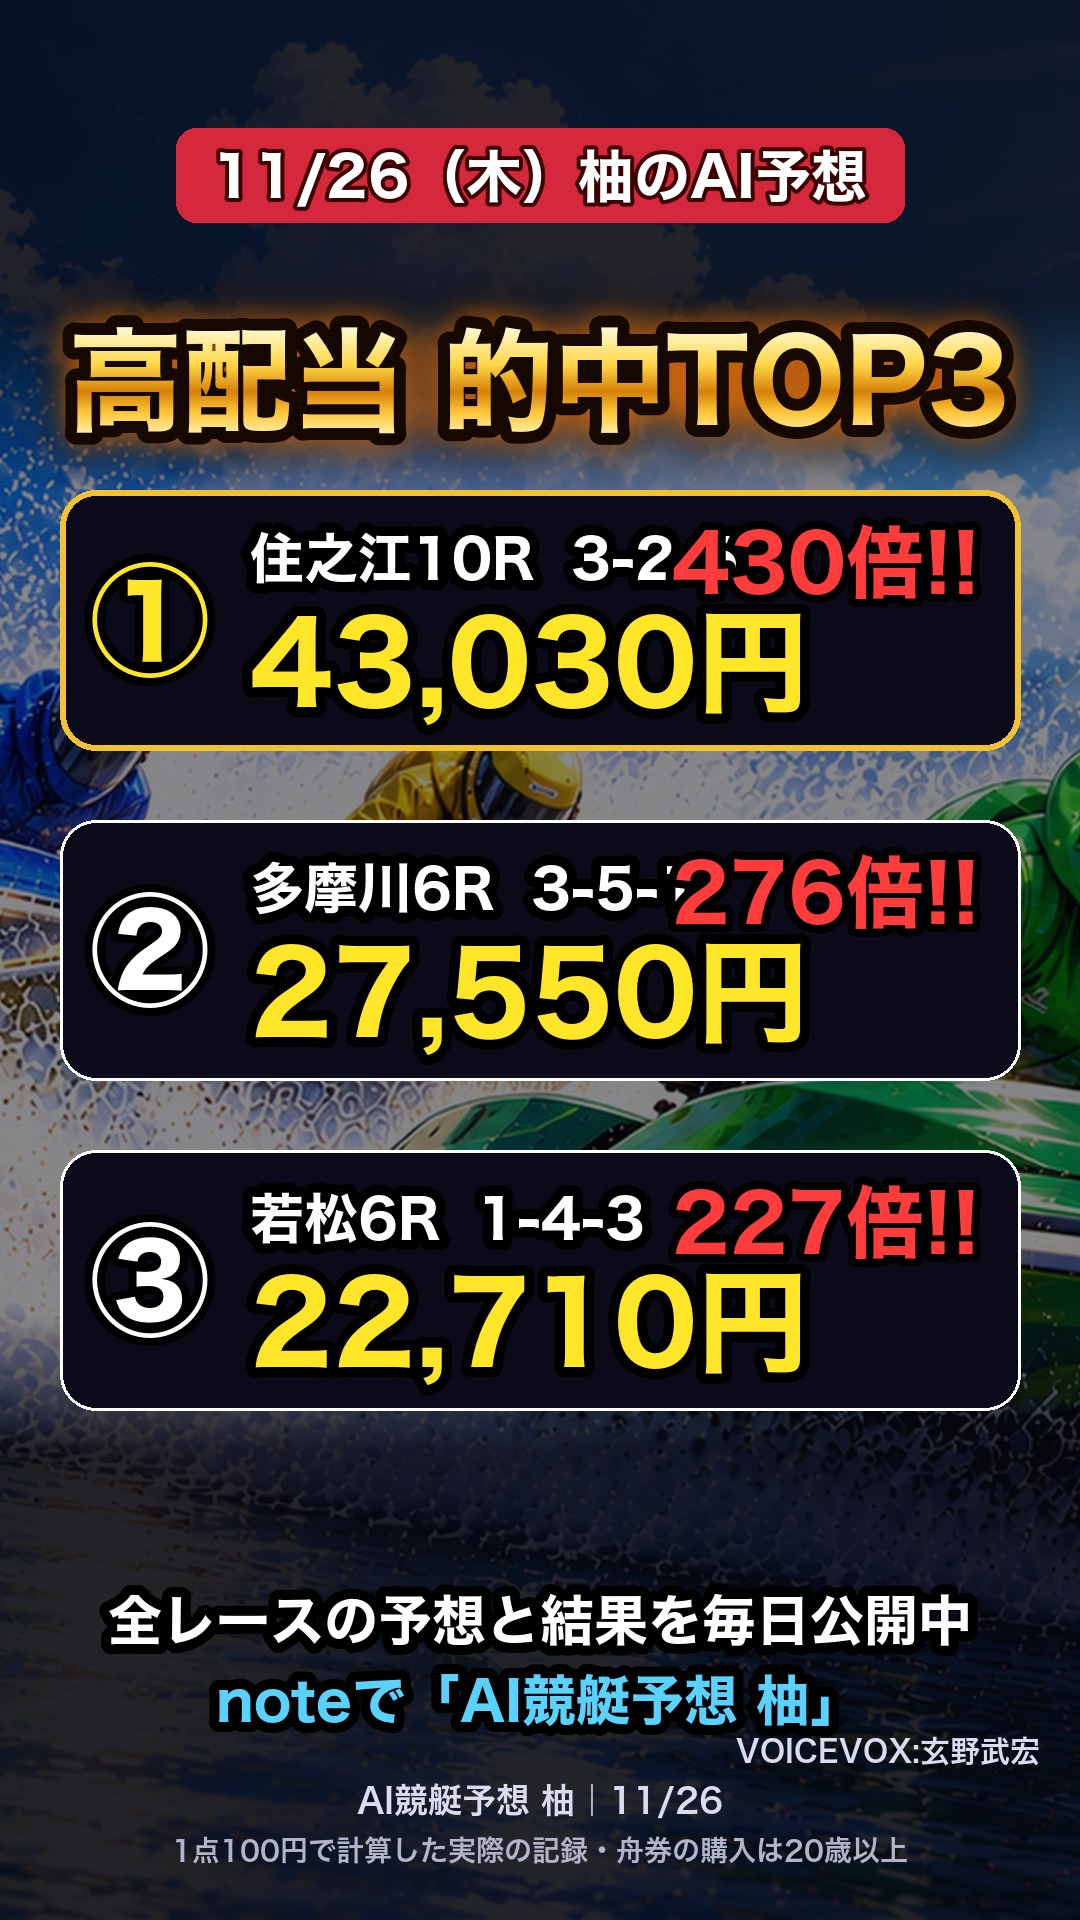 11/26（木）柚のAI予想
高配当 的中TOP3
① 住之江10R 3-2 430倍!!
43,030円
② 多摩川6R 3-5- 276倍!!
27,550円
③ 若松6R 1-4-3 227倍!!
22,710円
全レースの予想と結果を毎日公開中
noteで「AI競艇予想 柚」
VOICEVOX:玄野武宏
AI競艇予想 柚｜11/26
1点100円で計算した実際の記録・舟券の購入は20歳以上